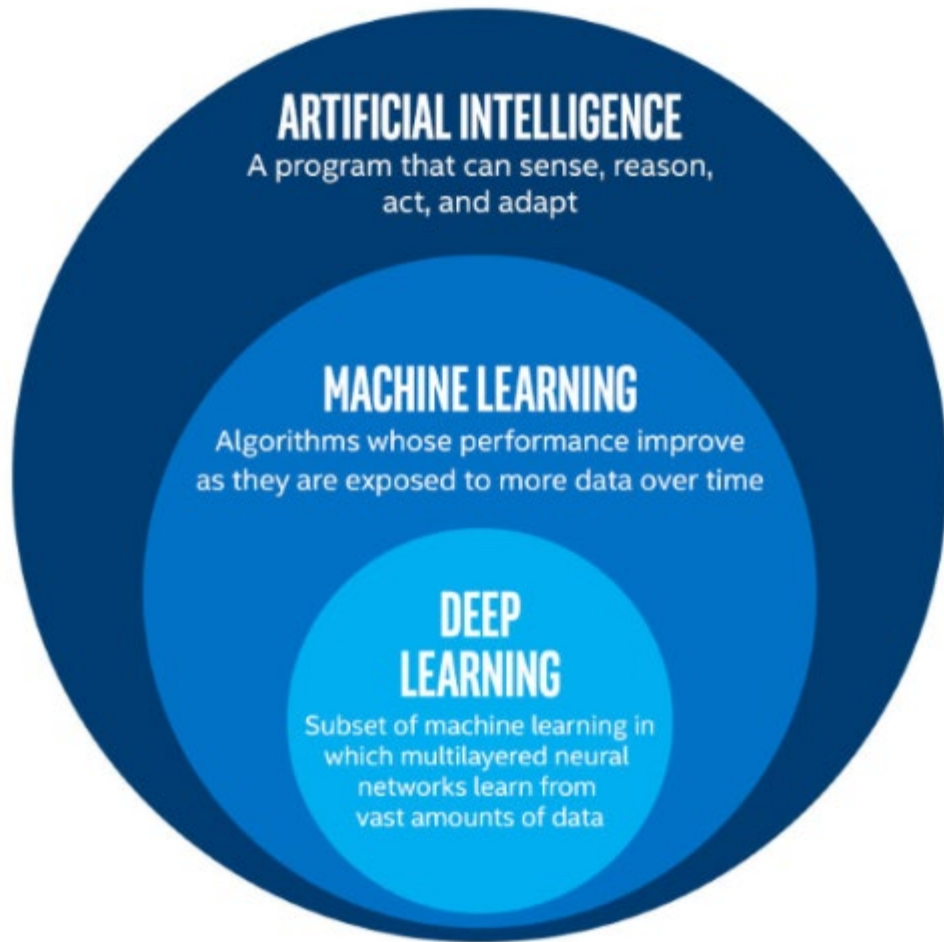 ARTIFICIAL INTELLIGENCE
A program that can sense, reason,
act, and adapt
MACHINE LEARNING
Algorithms whose performance improve
as they are exposed to more data over time
DEEP
LEARNING
Subset of machine learning in
which multilayered neural
networks learn from
vast amounts of data